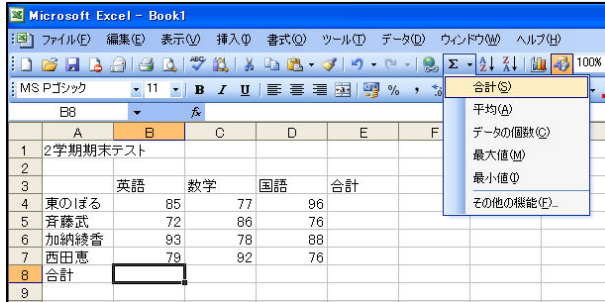 Microsoft Excel - Book1
ファイル(F) 編集(E) 表示(V) 挿入(I) 書式(O) ツール(T) データ(D) ウィンドウ(W) ヘルプ(H)
Σ 100%
MS Pゴシック 11 B I U %
合計(S)
平均(A)
データの個数(C)
最大値(M)
最小値(I)
その他の機能(F)...
B8 fx
A B C D E F
1 2学期期末テスト
2
3 英語 数学 国語 合計
4 東のぼる 85 77 96
5 斉藤武 72 86 76
6 加納綾香 93 78 88
7 西田恵 79 92 76
8 合計
9